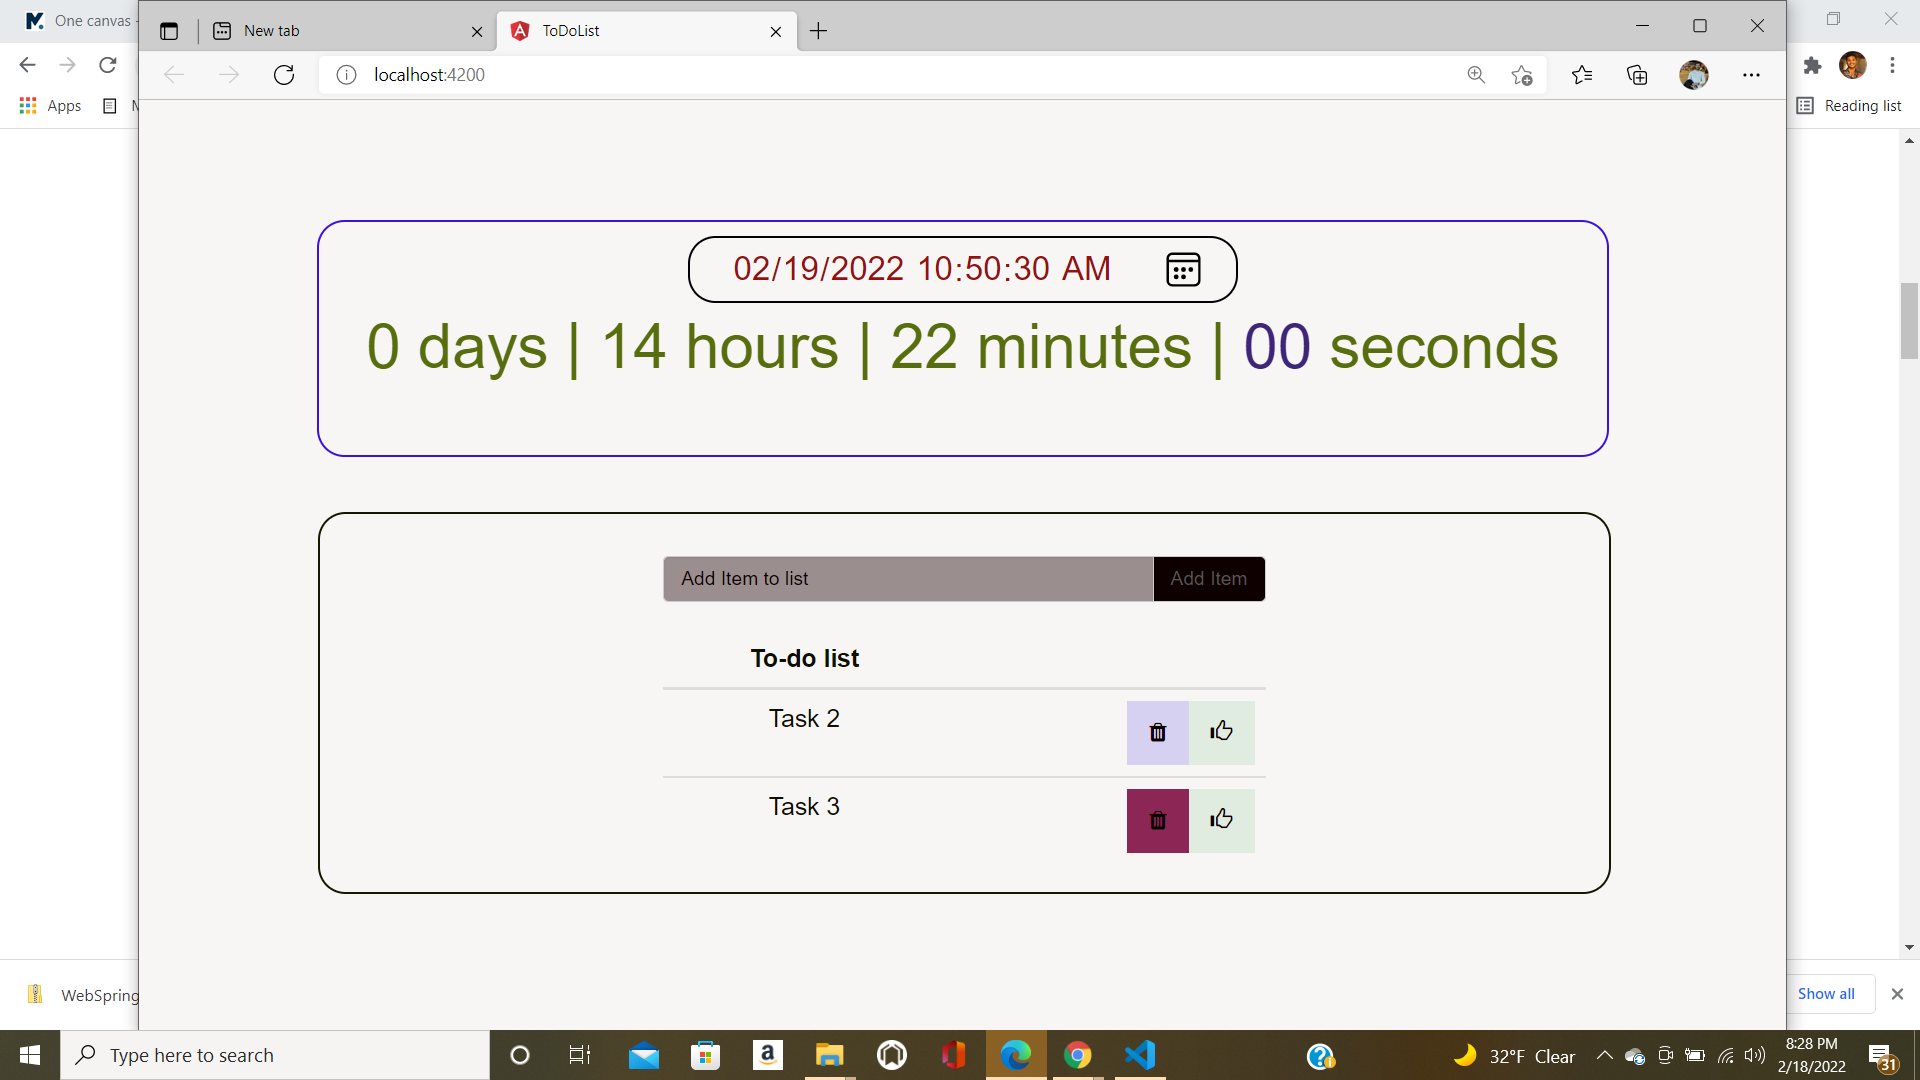 One canvas -
New tab
ToDoList
localhost:4200
Apps
Reading list
02/19/2022 10:50:30 AM
0 days | 14 hours | 22 minutes | 00 seconds
Add Item to list
Add Item
To-do list
Task 2
Task 3
WebSpring
Show all
Type here to search
32°F Clear
8:28 PM
2/18/2022
31